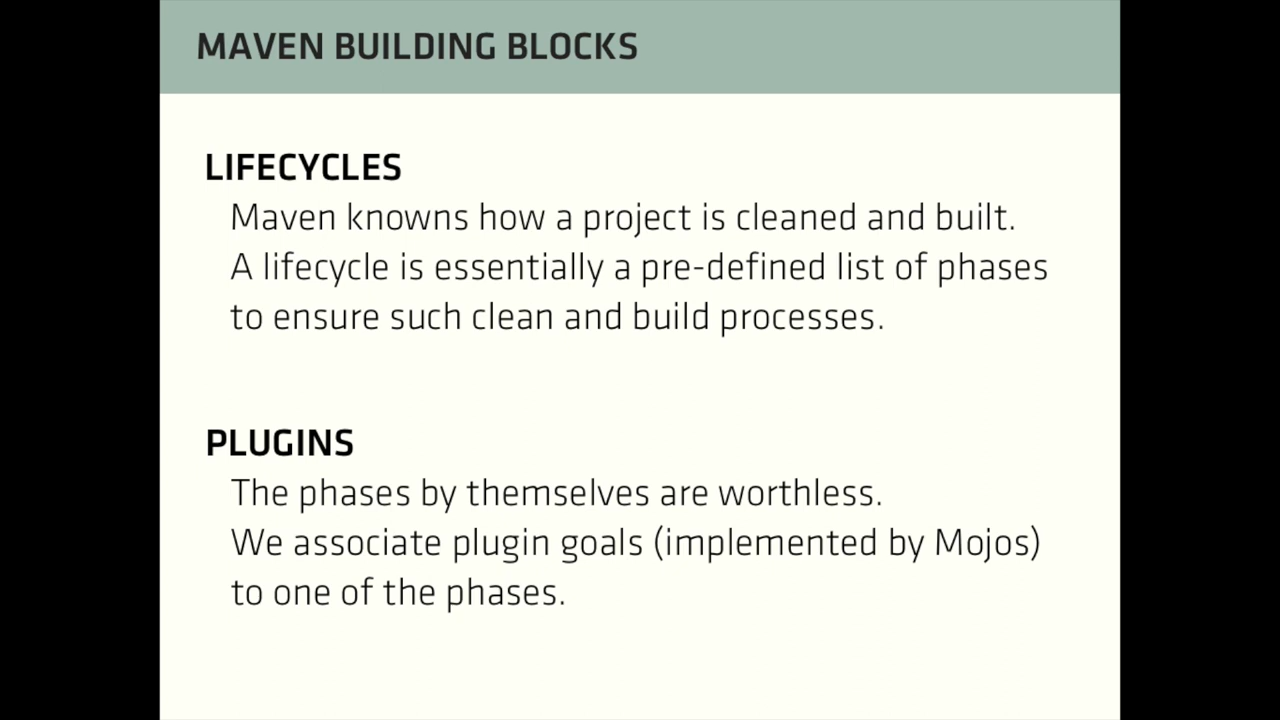 MAVEN BUILDING BLOCKS
LIFECYCLES
Maven knowns how a project is cleaned and built.
A lifecycle is essentially a pre-defined list of phases
to ensure such clean and build processes.
PLUGINS
The phases by themselves are worthless.
We associate plugin goals (implemented by Mojos)
to one of the phases.